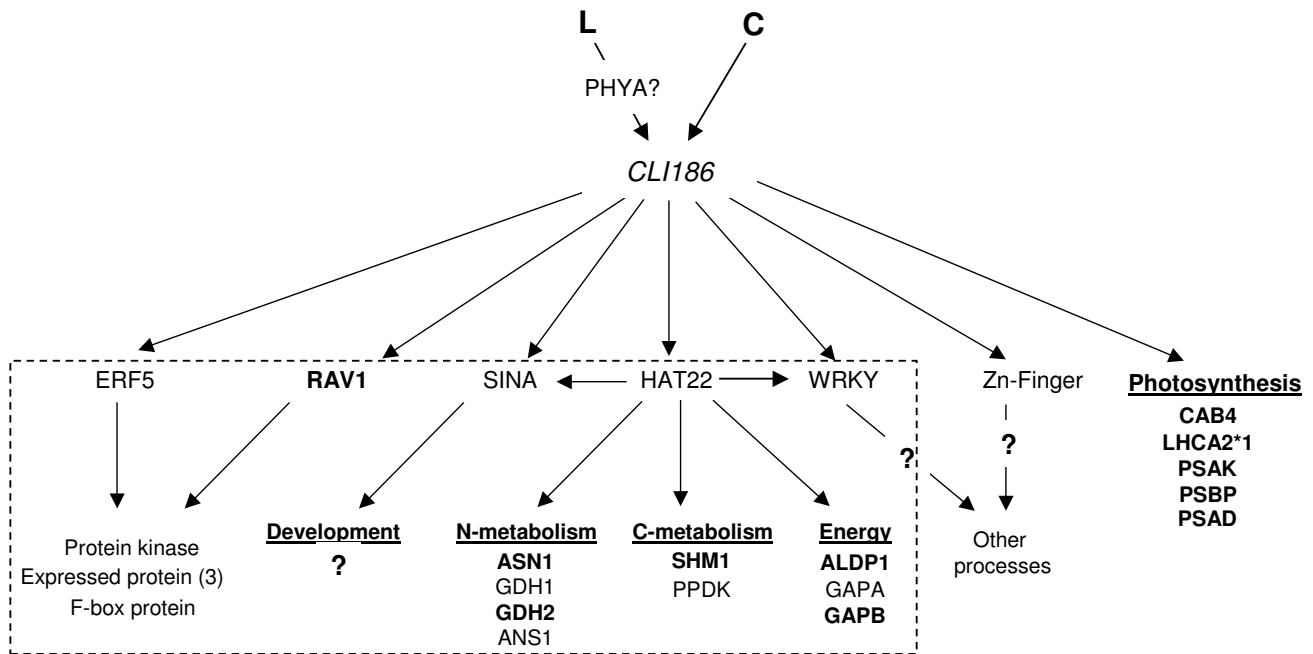 L C
PHYA?
CLI186
ERF5 RAV1 SINA HAT22 WRKY Zn-Finger Photosynthesis
CAB4
LHCA2*1
PSAK
PSBP
PSAD
? ?
Protein kinase
Expressed protein (3)
F-box protein
Development
?
N-metabolism
ASN1
GDH1
GDH2
ANS1
C-metabolism
SHM1
PPDK
Energy
ALDP1
GAPA
GAPB
Other
processes